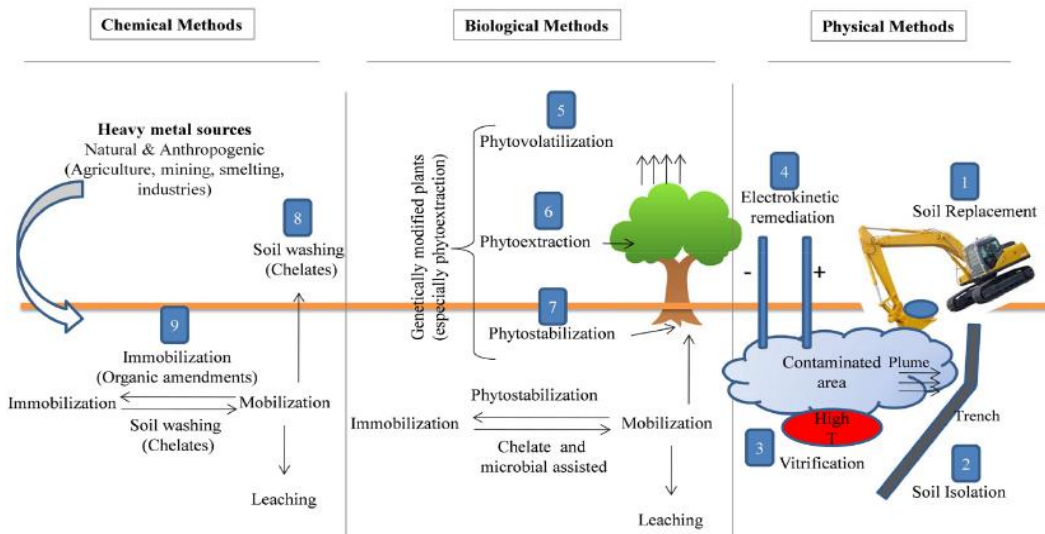 Chemical Methods
Biological Methods
Physical Methods
Heavy metal sources
Natural & Anthropogenic
(Agriculture, mining, smelting,
industries)
8
Soil washing
(Chelates)
9
Immobilization
(Organic amendments)
Immobilization
Mobilization
Soil washing
(Chelates)
Leaching
Genetically modified plants
(especially phytoextraction)
5
Phytovolatilization
6
Phytoextraction
7
Phytostabilization
Phytostabilization
Immobilization
Mobilization
Chelate and
microbial assisted
Leaching
4
Electrokinetic
remediation
-
+
1
Soil Replacement
Contaminated
area
Plume
High
T
3
Vitrification
Trench
2
Soil Isolation